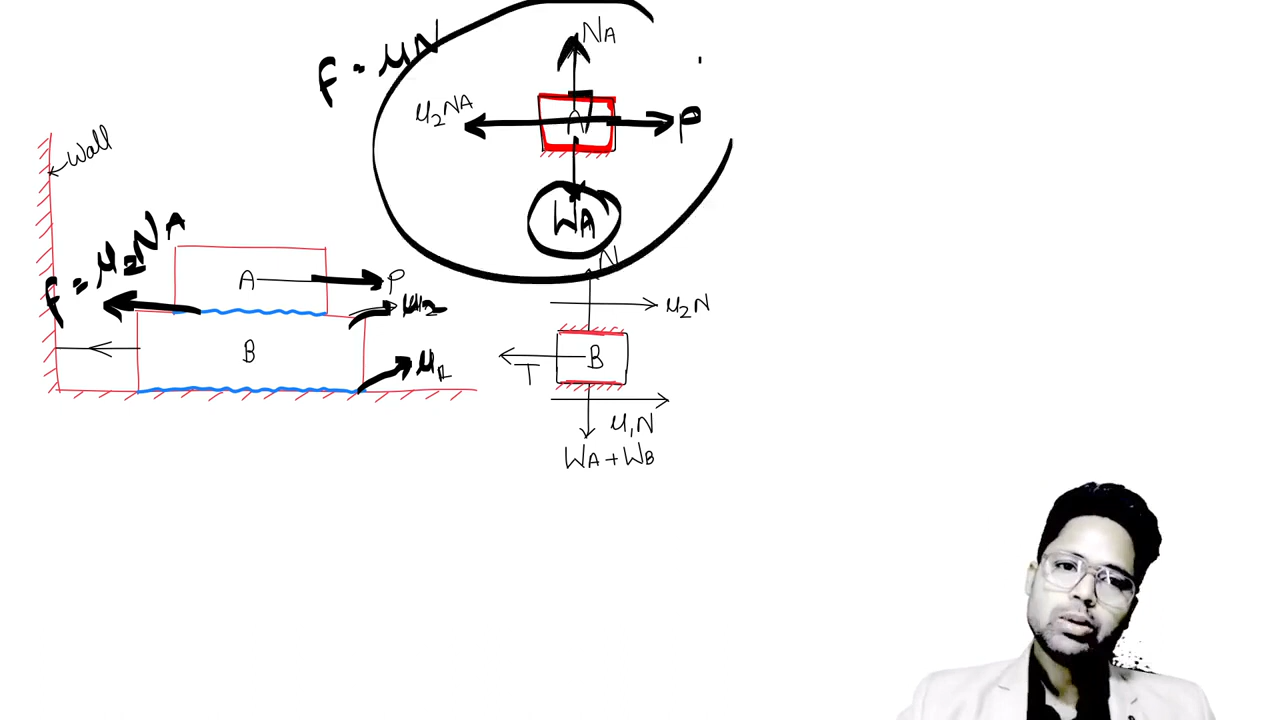 F = μN
NA
μ2NA
A
P
WA
Wall
F = μ2NA
A
P
μ2
B
μ1
N
μ2N
B
T
μ1N
WA + WB